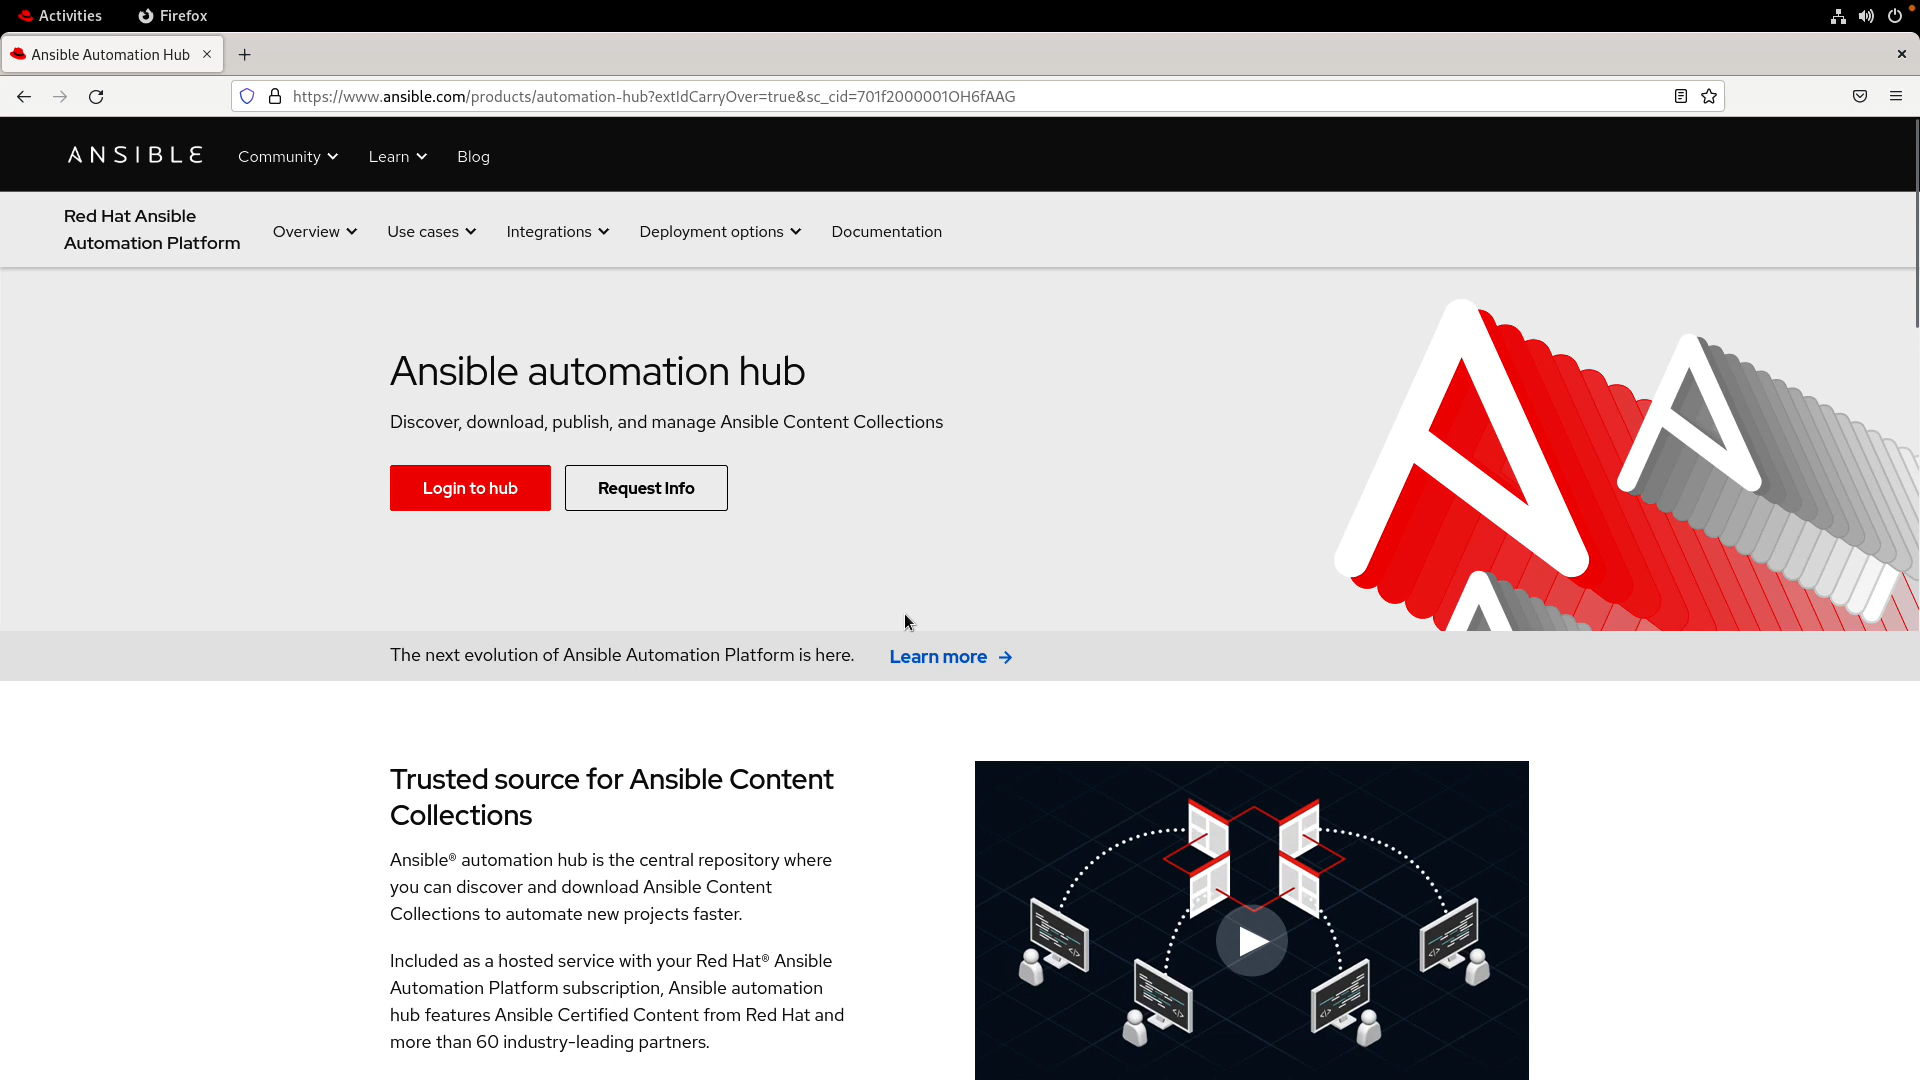 Activities
Firefox
Ansible Automation Hub
https://www.ansible.com/products/automation-hub?extIdCarryOver=true&sc_cid=701f2000001OH6fAAG
ANSIBLE
Community
Learn
Blog
Red Hat Ansible
Automation Platform
Overview
Use cases
Integrations
Deployment options
Documentation
Ansible automation hub
Discover, download, publish, and manage Ansible Content Collections
Login to hub
Request Info
The next evolution of Ansible Automation Platform is here.
Learn more
Trusted source for Ansible Content
Collections
Ansible® automation hub is the central repository where
you can discover and download Ansible Content
Collections to automate new projects faster.
Included as a hosted service with your Red Hat® Ansible
Automation Platform subscription, Ansible automation
hub features Ansible Certified Content from Red Hat and
more than 60 industry-leading partners.